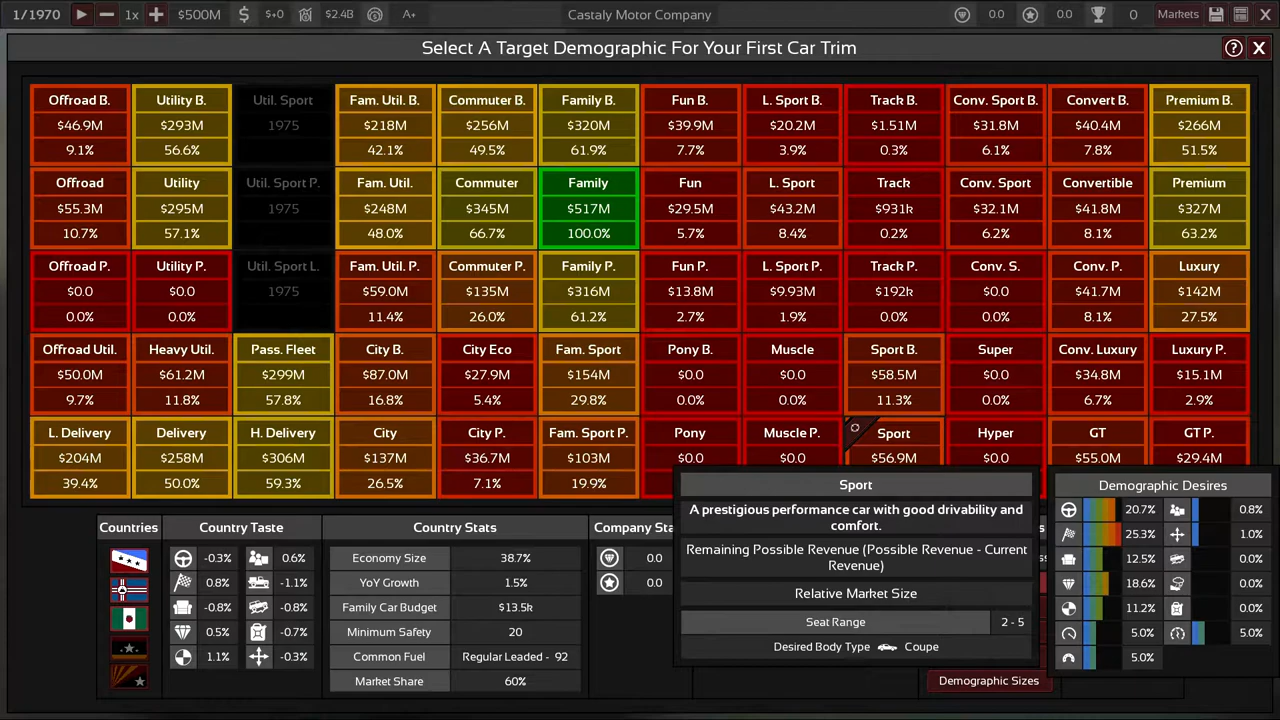 1/1970 1x $500M $ $+0 $2.4B A+ Castaly Motor Company 0.0 0.0 0 Markets
Select A Target Demographic For Your First Car Trim
Offroad B. Utility B. Util. Sport Fam. Util. B. Commuter B. Family B. Fun B. L. Sport B. Track B. Conv. Sport B. Convert B. Premium B.
$46.9M $293M 1975 $218M $256M $320M $39.9M $20.2M $1.51M $31.8M $40.4M $266M
9.1% 56.6% 42.1% 49.5% 61.9% 7.7% 3.9% 0.3% 6.1% 7.8% 51.5%
Offroad Utility Util. Sport P. Fam. Util. Commuter Family Fun L. Sport Track Conv. Sport Convertible Premium
$55.3M $295M 1975 $248M $345M $517M $29.5M $43.2M $931k $32.1M $41.8M $327M
10.7% 57.1% 48.0% 66.7% 100.0% 5.7% 8.4% 0.2% 6.2% 8.1% 63.2%
Offroad P. Utility P. Util. Sport L. Fam. Util. P. Commuter P. Family P. Fun P. L. Sport P. Track P. Conv. S. Conv. P. Luxury
$0.0 $0.0 1975 $59.0M $135M $316M $13.8M $9.93M $192k $0.0 $41.7M $142M
0.0% 0.0% 11.4% 26.0% 61.2% 2.7% 1.9% 0.0% 0.0% 8.1% 27.5%
Offroad Util. Heavy Util. Pass. Fleet City B. City Eco Fam. Sport Pony B. Muscle Sport B. Super Conv. Luxury Luxury P.
$50.0M $61.2M $299M $87.0M $27.9M $154M $0.0 $0.0 $58.5M $0.0 $34.8M $15.1M
9.7% 11.8% 57.8% 16.8% 5.4% 29.8% 0.0% 0.0% 11.3% 0.0% 6.7% 2.9%
L. Delivery Delivery H. Delivery City City P. Fam. Sport P. Pony Muscle P. Sport Hyper GT GT P.
$204M $258M $306M $137M $36.7M $103M $0.0 $0.0 $56.9M $0.0 $55.0M $29.4M
39.4% 50.0% 59.3% 26.5% 7.1% 19.9%
Sport
A prestigious performance car with good drivability and
comfort.
Remaining Possible Revenue (Possible Revenue - Current
Revenue)
Relative Market Size
Seat Range 2 - 5
Desired Body Type Coupe
Demographic Desires
20.7% 0.8%
25.3% 1.0%
12.5% 0.0%
18.6% 0.0%
11.2% 0.0%
5.0% 5.0%
5.0%
Countries
Country Taste
-0.3% 0.6%
0.8% -1.1%
-0.8% -0.8%
0.5% -0.7%
1.1% -0.3%
Country Stats
Economy Size 38.7%
YoY Growth 1.5%
Family Car Budget $13.5k
Minimum Safety 20
Common Fuel Regular Leaded - 92
Market Share 60%
Company Sta
0.0
0.0
Demographic Sizes